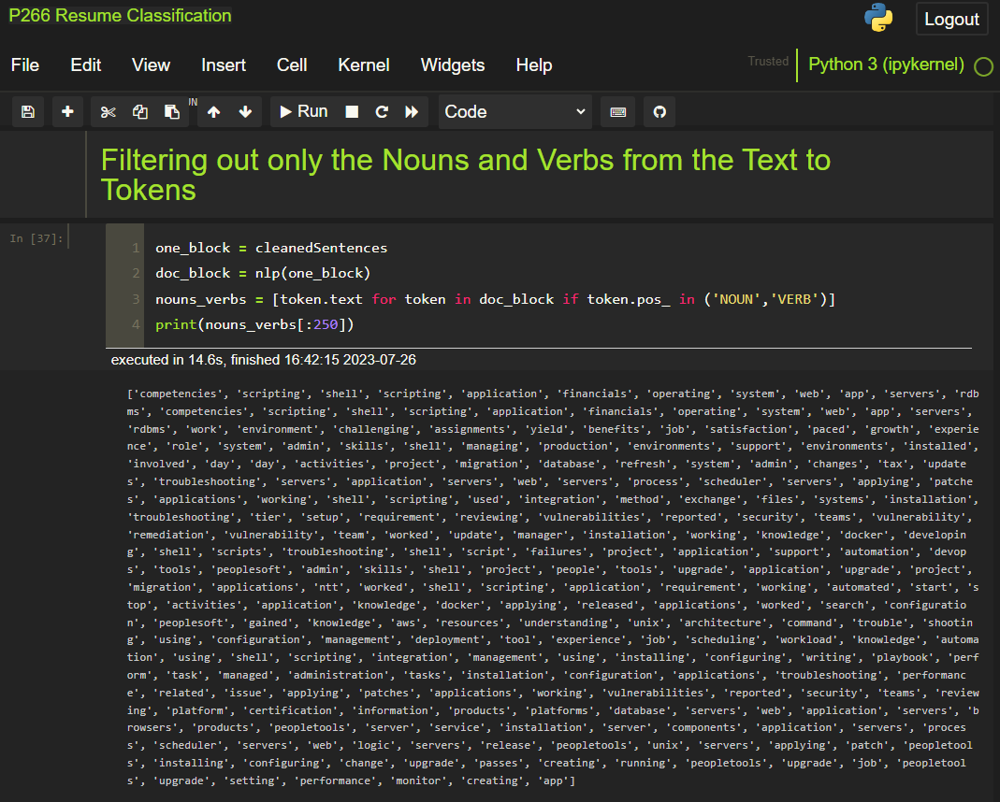 P266 Resume Classification
Logout
File Edit View Insert Cell Kernel Widgets Help
Trusted Python 3 (ipykernel)
Run Code
Filtering out only the Nouns and Verbs from the Text to
Tokens
In [37]:
1 one_block = cleanedSentences
2 doc_block = nlp(one_block)
3 nouns_verbs = [token.text for token in doc_block if token.pos_ in ('NOUN','VERB')]
4 print(nouns_verbs[:250])
executed in 14.6s, finished 16:42:15 2023-07-26
['competencies', 'scripting', 'shell', 'scripting', 'application', 'financials', 'operating', 'system', 'web', 'app', 'servers', 'rdb
ms', 'competencies', 'scripting', 'shell', 'scripting', 'application', 'financials', 'operating', 'system', 'web', 'app', 'servers',
'rdbms', 'work', 'environment', 'challenging', 'assignments', 'yield', 'benefits', 'job', 'satisfaction', 'paced', 'growth', 'experie
nce', 'role', 'system', 'admin', 'skills', 'shell', 'managing', 'production', 'environments', 'support', 'environments', 'installed',
'involved', 'day', 'day', 'activities', 'project', 'migration', 'database', 'refresh', 'system', 'admin', 'changes', 'tax', 'update
s', 'troubleshooting', 'servers', 'application', 'servers', 'web', 'servers', 'process', 'scheduler', 'servers', 'applying', 'patche
s', 'applications', 'working', 'shell', 'scripting', 'used', 'integration', 'method', 'exchange', 'files', 'systems', 'installation',
'troubleshooting', 'tier', 'setup', 'requirement', 'reviewing', 'vulnerabilities', 'reported', 'security', 'teams', 'vulnerability',
'remediation', 'vulnerability', 'team', 'worked', 'update', 'manager', 'installation', 'working', 'knowledge', 'docker', 'developin
g', 'shell', 'scripts', 'troubleshooting', 'shell', 'script', 'failures', 'project', 'application', 'support', 'automation', 'devop
s', 'tools', 'peoplesoft', 'admin', 'skills', 'shell', 'project', 'people', 'tools', 'upgrade', 'application', 'upgrade', 'project',
'migration', 'applications', 'ntt', 'worked', 'shell', 'scripting', 'application', 'requirement', 'working', 'automated', 'start', 's
top', 'activities', 'application', 'knowledge', 'docker', 'applying', 'released', 'applications', 'worked', 'search', 'configuratio
n', 'peoplesoft', 'gained', 'knowledge', 'aws', 'resources', 'understanding', 'unix', 'architecture', 'command', 'trouble', 'shootin
g', 'using', 'configuration', 'management', 'deployment', 'tool', 'experience', 'job', 'scheduling', 'workload', 'knowledge', 'automa
tion', 'using', 'shell', 'scripting', 'integration', 'management', 'using', 'installing', 'configuring', 'writing', 'playbook', 'perf
orm', 'task', 'managed', 'administration', 'tasks', 'installation', 'configuration', 'applications', 'troubleshooting', 'performanc
e', 'related', 'issue', 'applying', 'patches', 'applications', 'working', 'vulnerabilities', 'reported', 'security', 'teams', 'review
ing', 'platform', 'certification', 'information', 'products', 'platforms', 'database', 'servers', 'web', 'application', 'servers', 'b
rowsers', 'products', 'peopletools', 'server', 'service', 'installation', 'server', 'components', 'application', 'servers', 'proces
s', 'scheduler', 'servers', 'web', 'logic', 'servers', 'release', 'peopletools', 'unix', 'servers', 'applying', 'patch', 'peopletool
s', 'installing', 'configuring', 'change', 'upgrade', 'passes', 'creating', 'running', 'peopletools', 'upgrade', 'job', 'peopletool
s', 'upgrade', 'setting', 'performance', 'monitor', 'creating', 'app']